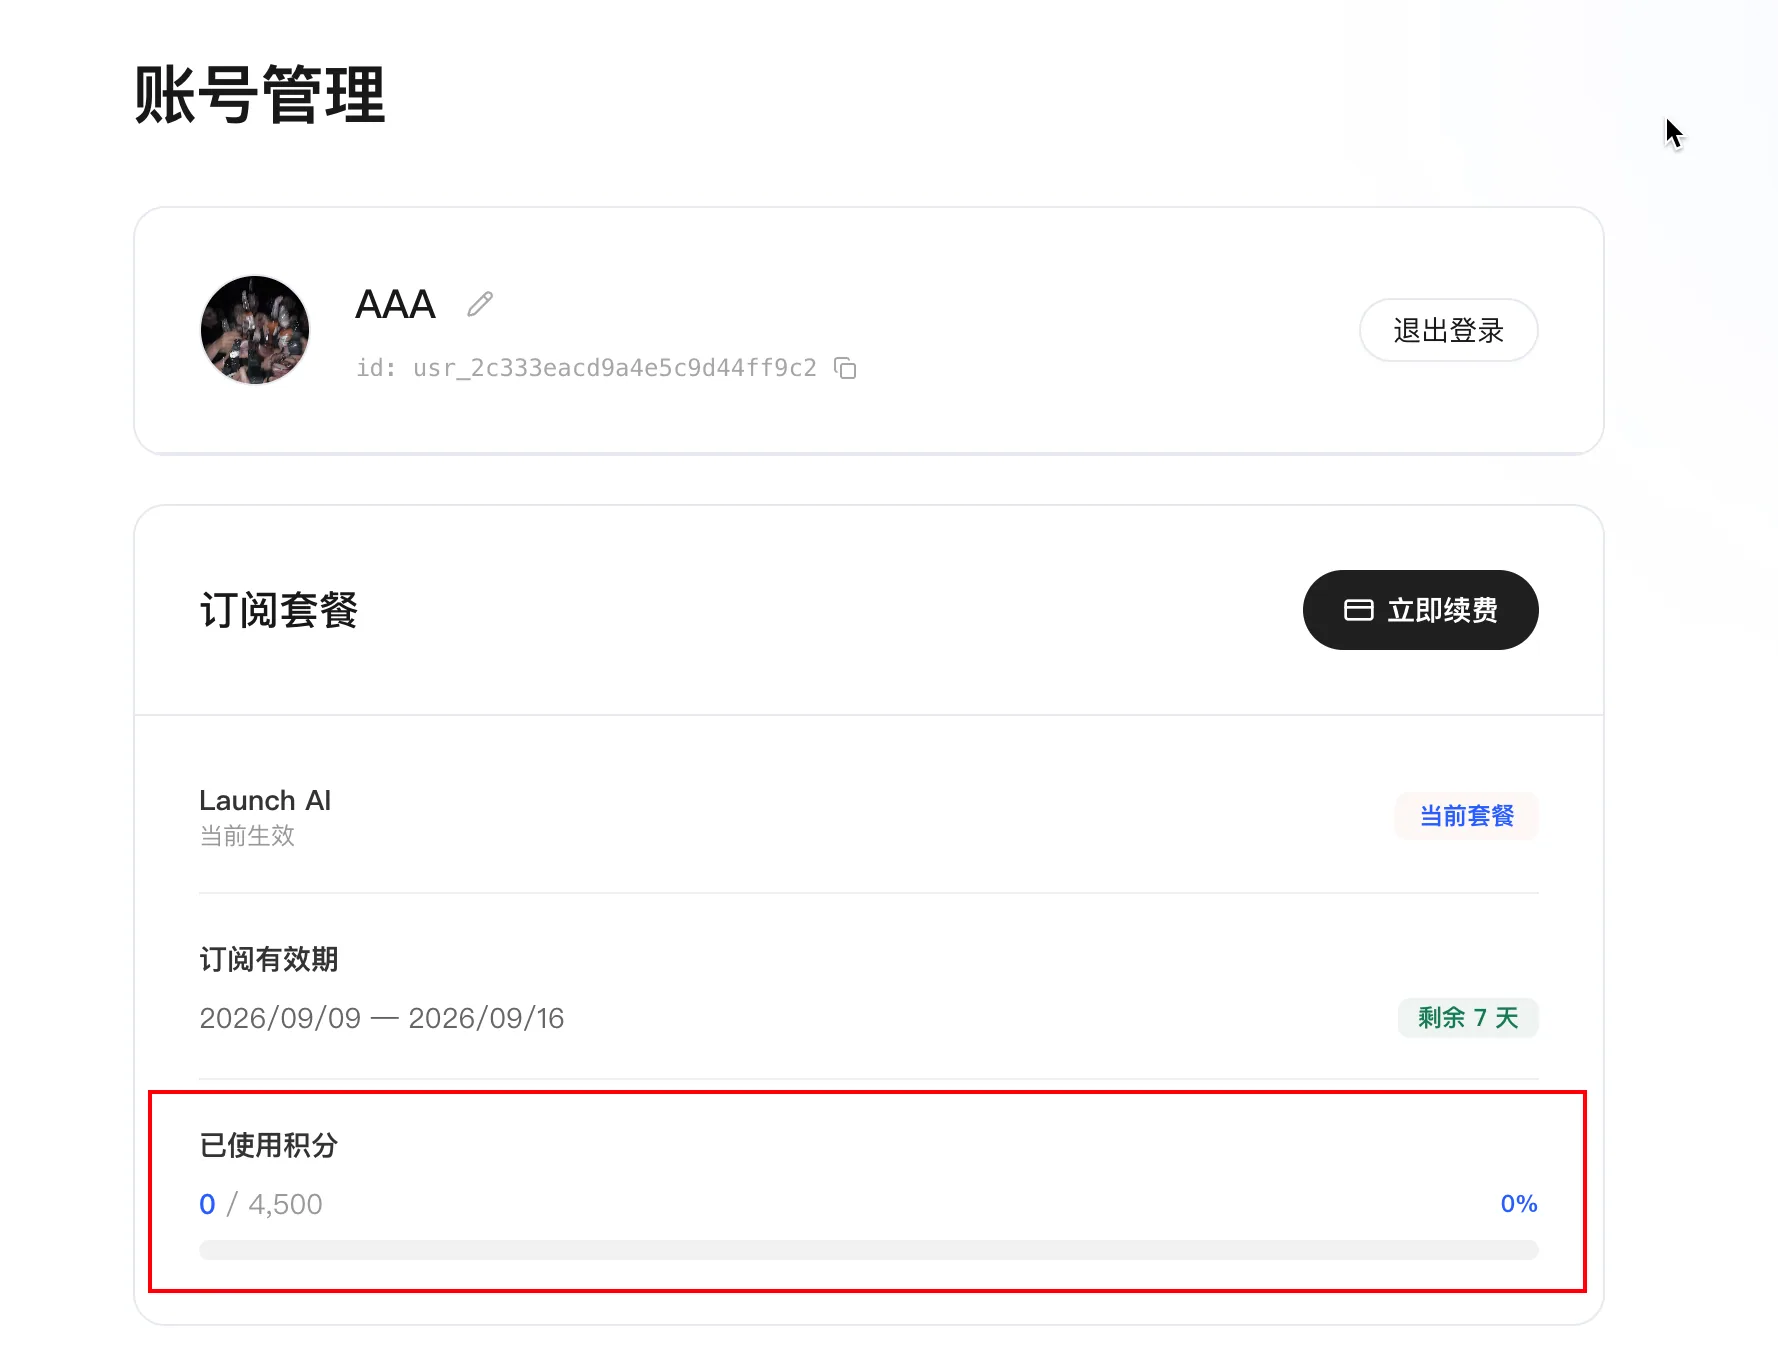 账号管理
AAA
id: usr_2c333eacd9a4e5c9d44ff9c2
退出登录
订阅套餐
立即续费
Launch AI
当前生效
当前套餐
订阅有效期
2026/09/09 — 2026/09/16
剩余 7 天
已使用积分
0 / 4,500
0%